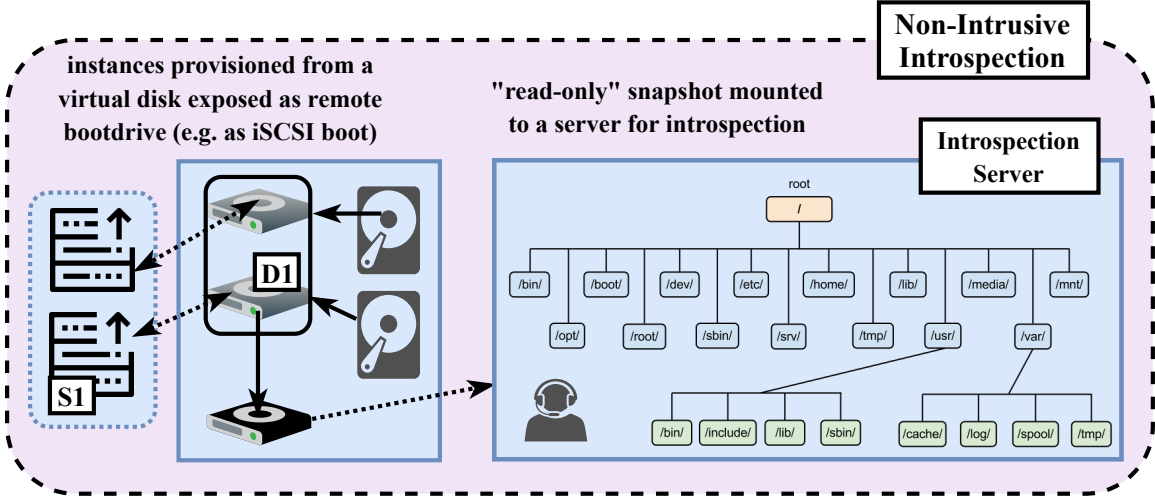 Non-Intrusive
Introspection
instances provisioned from a
virtual disk exposed as remote
bootdrive (e.g. as iSCSI boot)
"read-only" snapshot mounted
to a server for introspection
Introspection
Server
D1
S1
root
/
/bin/
/boot/
/dev/
/etc/
/home/
/lib/
/media/
/mnt/
/opt/
/root/
/sbin/
/srv/
/tmp/
/usr/
/var/
/bin/
/include/
/lib/
/sbin/
/cache/
/log/
/spool/
/tmp/